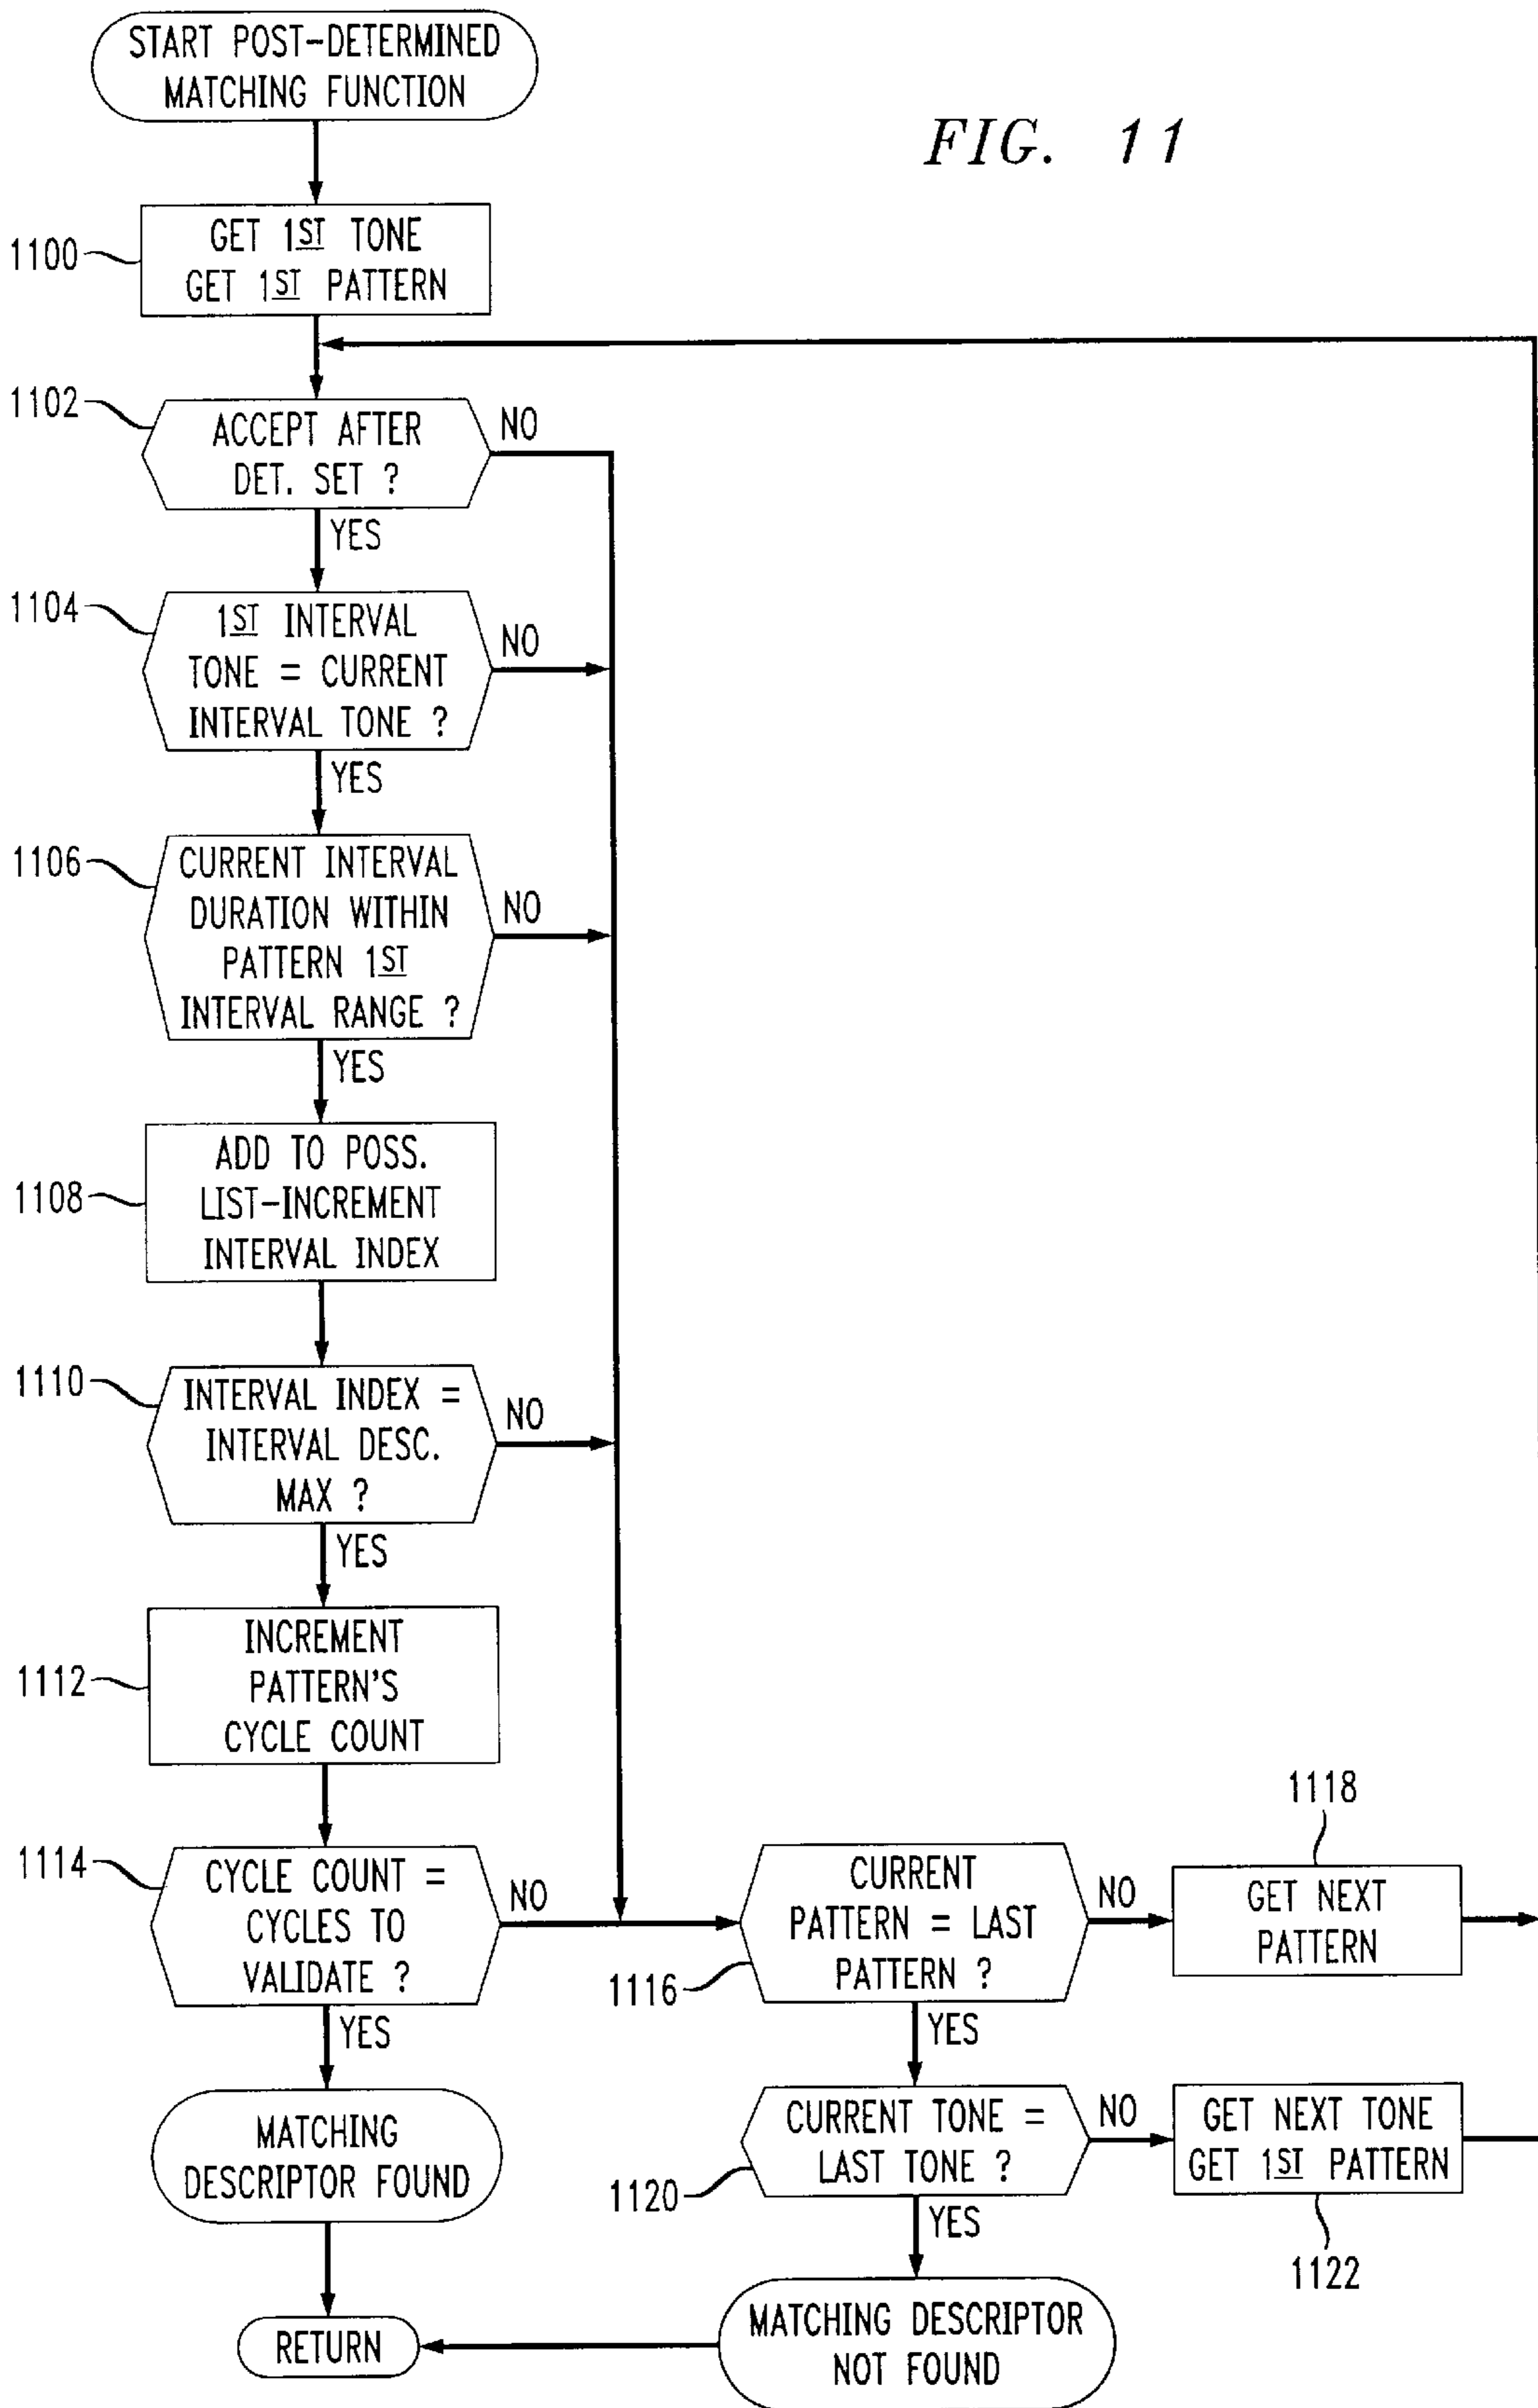 START POST-DETERMINED
MATCHING FUNCTION
FIG. 11
1100
GET 1ST TONE
GET 1ST PATTERN
1102
ACCEPT AFTER
DET. SET ?
NO
YES
1104
1ST INTERVAL
TONE = CURRENT
INTERVAL TONE ?
NO
YES
1106
CURRENT INTERVAL
DURATION WITHIN
PATTERN 1ST
INTERVAL RANGE ?
NO
YES
1108
ADD TO POSS.
LIST-INCREMENT
INTERVAL INDEX
1110
INTERVAL INDEX =
INTERVAL DESC.
MAX ?
NO
YES
1112
INCREMENT
PATTERN'S
CYCLE COUNT
1114
CYCLE COUNT =
CYCLES TO
VALIDATE ?
NO
YES
1116
CURRENT
PATTERN = LAST
PATTERN ?
NO
YES
1118
GET NEXT
PATTERN
MATCHING
DESCRIPTOR FOUND
1120
CURRENT TONE =
LAST TONE ?
NO
YES
GET NEXT TONE
GET 1ST PATTERN
1122
RETURN
MATCHING DESCRIPTOR
NOT FOUND